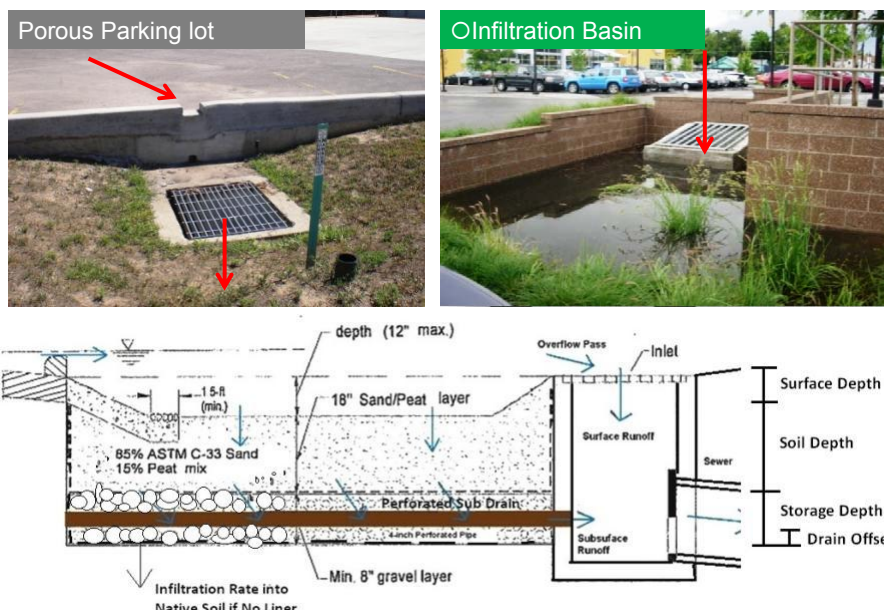 Porous Parking lot
○Infiltration Basin
depth (12" max.)
Overflow Pass
Inlet
15-ft
(min.)
18" Sand/Peat layer
Surface Depth
85% ASTM C-33 Sand
15% Peat mix
Surface Runoff
Soil Depth
Sewer
Perforated Sub Drain
Storage Depth
4-inch Perforated Pipe
Subsuface
Runoff
Drain Offse
Min. 8" gravel layer
Infiltration Rate into
Native Soil if No Liner